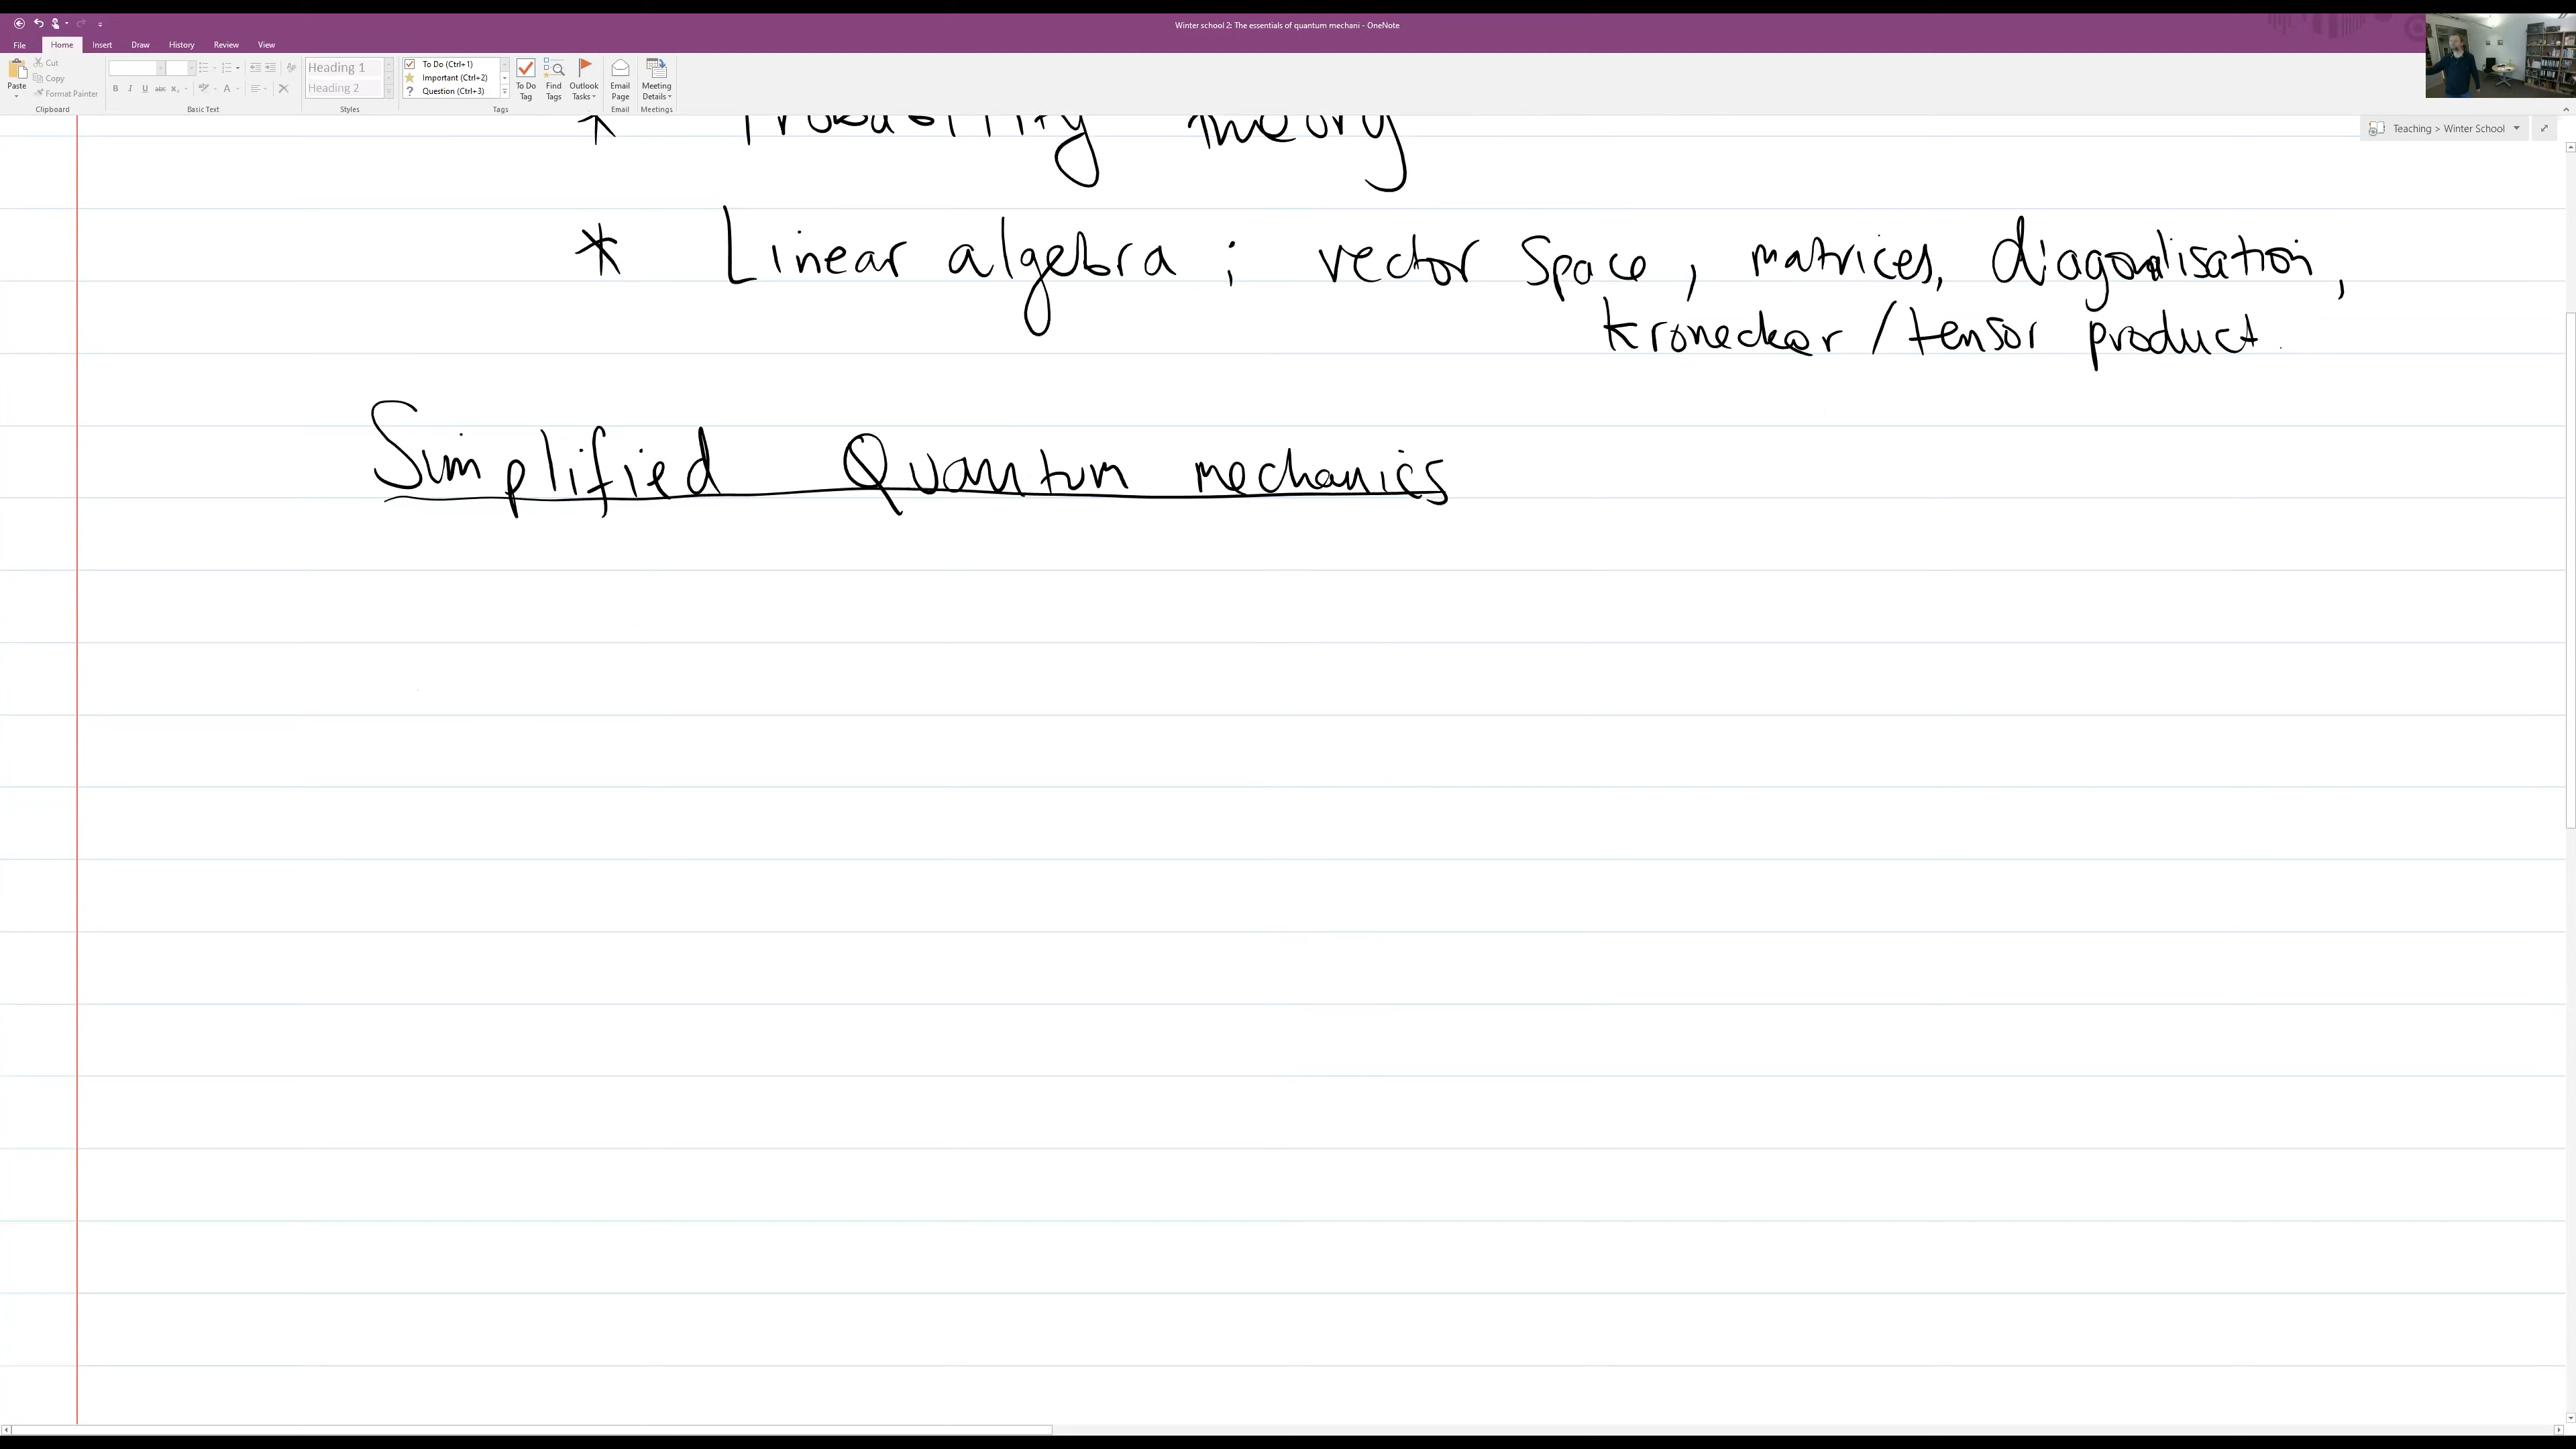 Winter school 2: The essentials of quantum mechani - OneNote
File Home Insert Draw History Review View
Paste
Cut
Copy
Format Painter
Clipboard
B I U abc x A
Basic Text
Heading 1
Heading 2
Styles
To Do (Ctrl+1)
Important (Ctrl+2)
? Question (Ctrl+3)
Tags
To Do Tag
Find Tags
Outlook Tasks
Email Page
Email
Meeting Details
Meetings
Teaching > Winter School
* Probability theory
* Linear algebra ; vector space, matrices, diagonalisation,
kronecker / tensor product.
Simplified Quantum mechanics